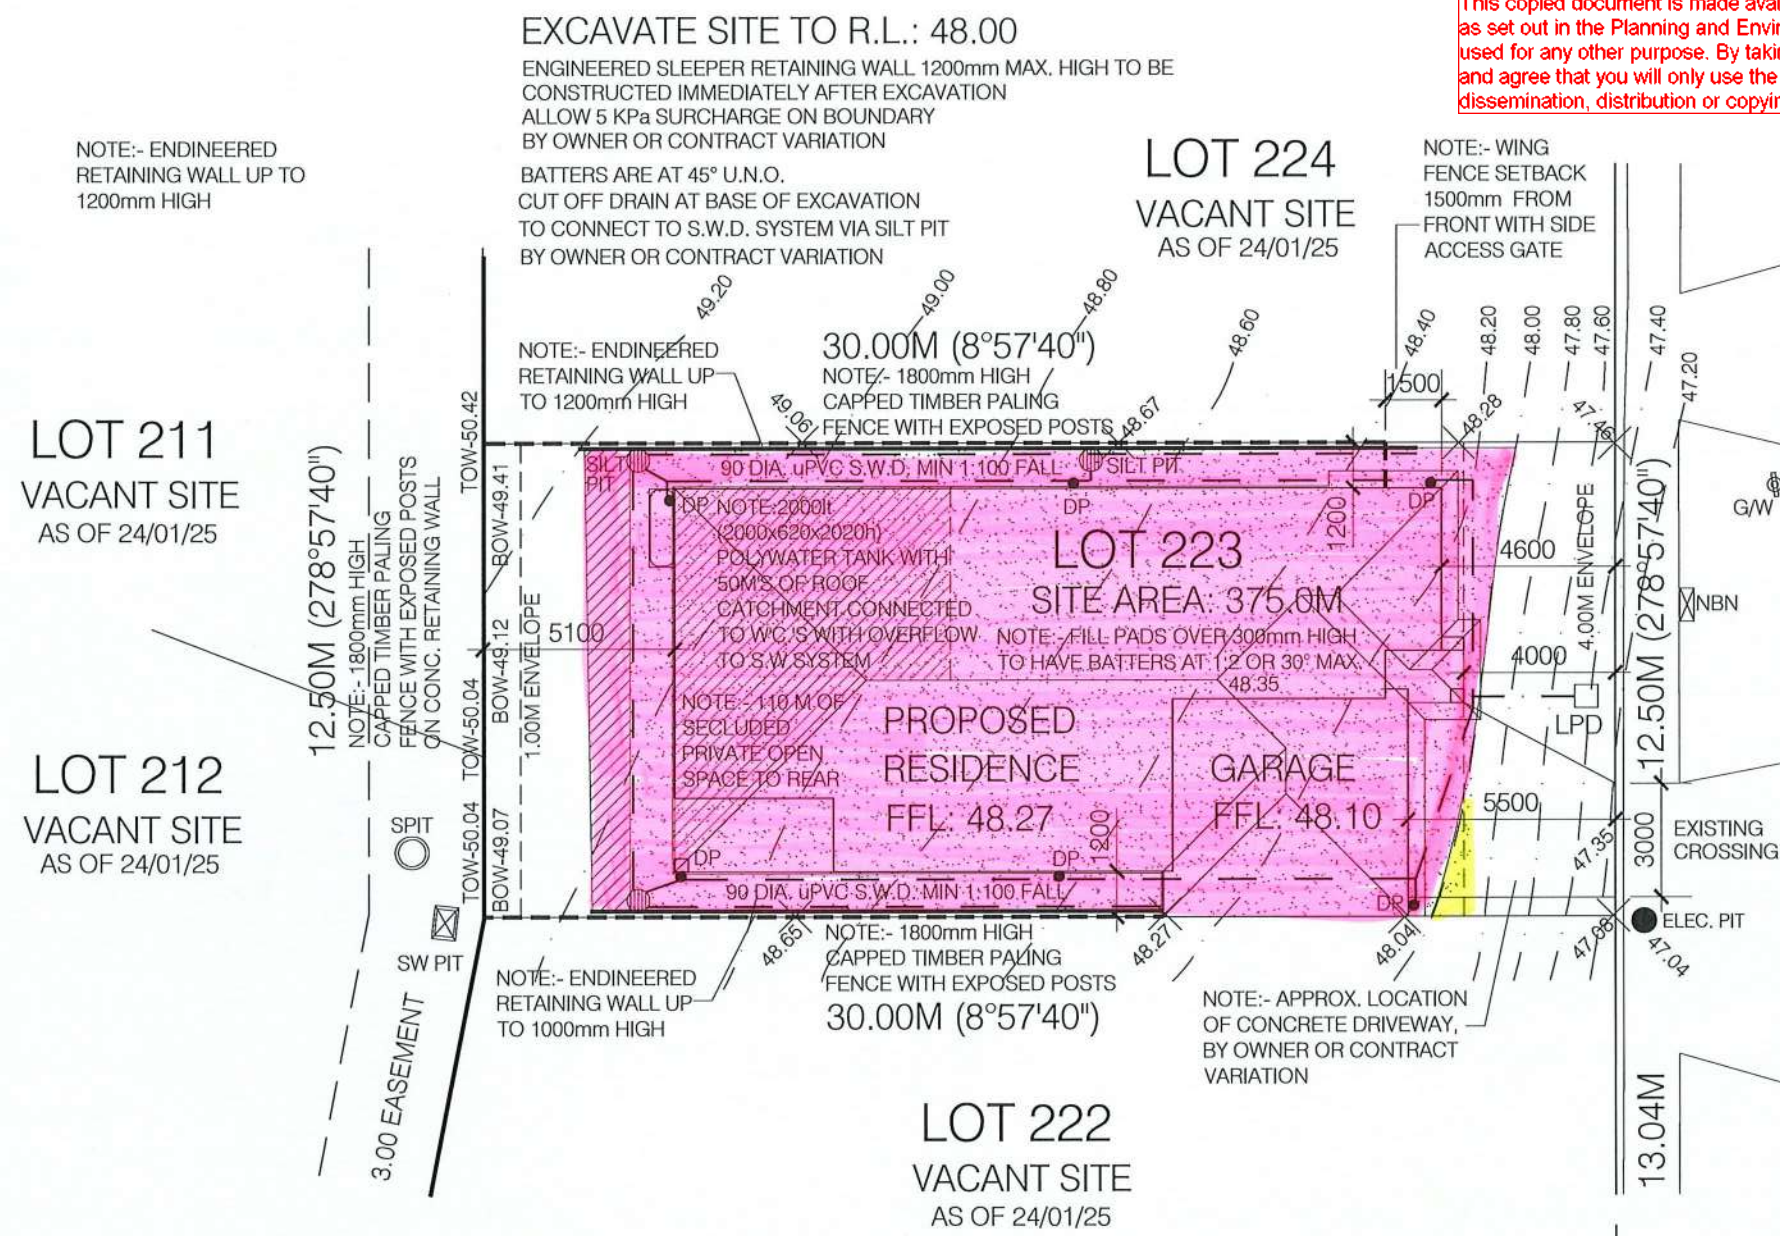 This copied document is made avai
as set out in the Planning and Envir
used for any other purpose. By takin
and agree that you will only use the
dissemination, distribution or copyin
EXCAVATE SITE TO R.L.: 48.00
ENGINEERED SLEEPER RETAINING WALL 1200mm MAX. HIGH TO BE
CONSTRUCTED IMMEDIATELY AFTER EXCAVATION
ALLOW 5 KPa SURCHARGE ON BOUNDARY
BY OWNER OR CONTRACT VARIATION
BATTERS ARE AT 45° U.N.O.
CUT OFF DRAIN AT BASE OF EXCAVATION
TO CONNECT TO S.W.D. SYSTEM VIA SILT PIT
BY OWNER OR CONTRACT VARIATION
NOTE:- ENDINEERED
RETAINING WALL UP TO
1200mm HIGH
LOT 224
VACANT SITE
AS OF 24/01/25
NOTE:- WING
FENCE SETBACK
1500mm FROM
FRONT WITH SIDE
ACCESS GATE
49.20
49.00
48.80
48.60
48.40
48.20
48.00
47.80
47.60
47.40
47.20
NOTE:- ENDINEERED
RETAINING WALL UP
TO 1200mm HIGH
30.00M (8°57'40")
NOTE:- 1800mm HIGH
CAPPED TIMBER PALING
FENCE WITH EXPOSED POSTS
49.06
48.67
1500
48.28
47.46
LOT 211
VACANT SITE
AS OF 24/01/25
12.50M (278°57'40")
NOTE:- 1800mm HIGH
CAPPED TIMBER PALING
FENCE WITH EXPOSED POSTS
ON CONC. RETAINING WALL
TOW-50.42
BOW-49.41
BOW-49.12
TOW-50.04
TOW-50.04
BOW-49.07
1.00M ENVELOPE
5100
SILT
PIT
90 DIA. uPVC S.W.D. MIN 1:100 FALL
SILT PIT
DP
DP
DP
NOTE:2000lt
(2000x620x2020h)
POLYWATER TANK WITH
50M'S OF ROOF
CATCHMENT CONNECTED
TO W.C.'S WITH OVERFLOW
TO S.W SYSTEM
LOT 223
SITE AREA: 375.0M
NOTE:- FILL PADS OVER 300mm HIGH
TO HAVE BATTERS AT 1:2 OR 30° MAX.
48.35
1200
4600
4.00M ENVELOPE
4000
12.50M (278°57'40")
G/W
NBN
LPD
NOTE:- 110 M OF
SECLUDED
PRIVATE OPEN
SPACE TO REAR
PROPOSED
RESIDENCE
FFL: 48.27
GARAGE
FFL: 48.10
5500
3000
EXISTING
CROSSING
47.35
LOT 212
VACANT SITE
AS OF 24/01/25
SPIT
SW PIT
3.00 EASEMENT
DP
DP
1200
DP
90 DIA. uPVC S.W.D. MIN 1:100 FALL
48.65
48.27
48.04
47.08
47.04
ELEC. PIT
NOTE:- ENDINEERED
RETAINING WALL UP
TO 1000mm HIGH
NOTE:- 1800mm HIGH
CAPPED TIMBER PALING
FENCE WITH EXPOSED POSTS
30.00M (8°57'40")
NOTE:- APPROX. LOCATION
OF CONCRETE DRIVEWAY,
BY OWNER OR CONTRACT
VARIATION
LOT 222
VACANT SITE
AS OF 24/01/25
13.04M